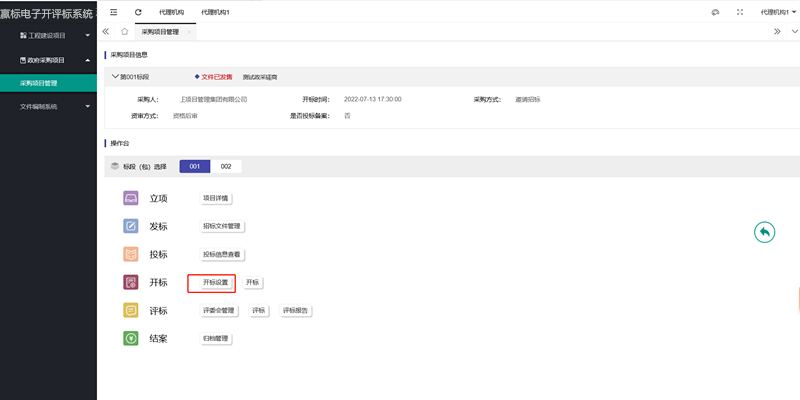 赢标电子开评标系统
代理机构
代理机构1
代理机构1
工程建设项目
政府采购项目
采购项目管理
文件编制系统
采购项目管理
采购项目信息
第001标段
文件已发售
测试政采磋商
采购人：
上项目管理集团有限公司
开标时间：
2022-07-13 17:30:00
采购方式：
邀请招标
资审方式：
资格后审
是否投标备案：
否
操作台
标段（包）选择
001
002
立项
项目详情
发标
招标文件管理
投标
投标信息查看
开标
开标设置
开标
评标
评委会管理
评标
评标报告
结案
归档管理